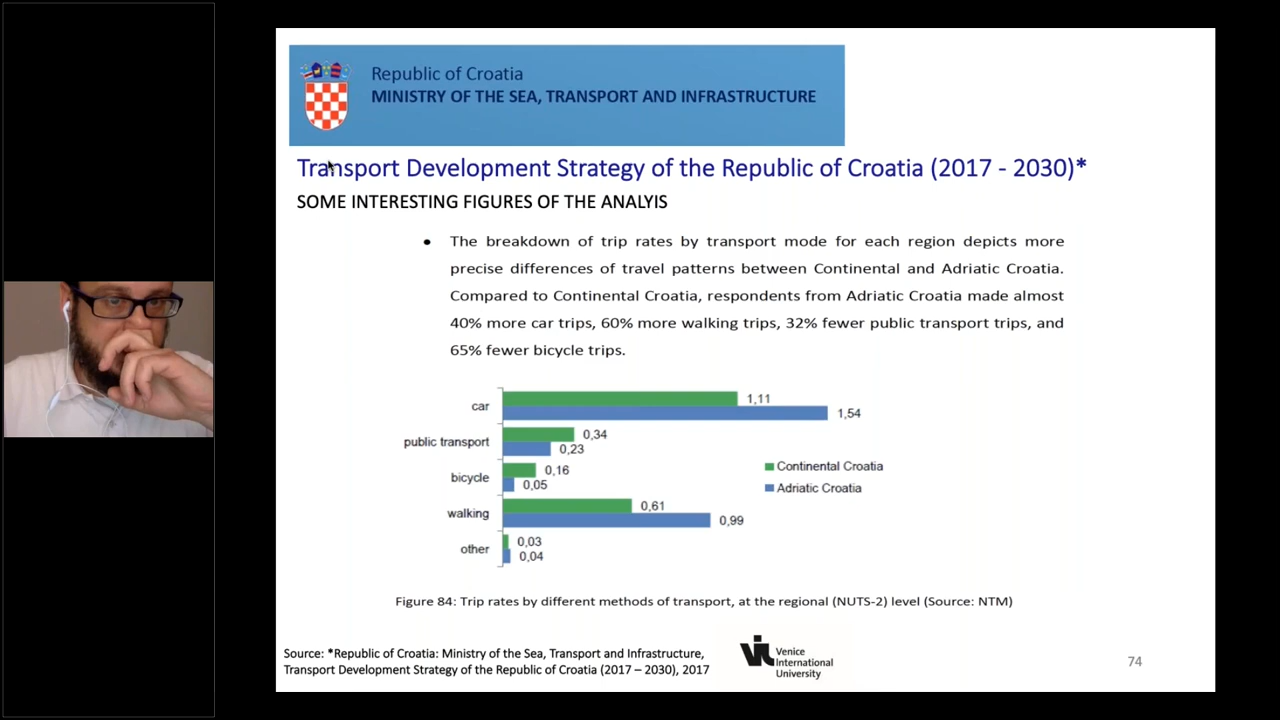 Republic of Croatia
MINISTRY OF THE SEA, TRANSPORT AND INFRASTRUCTURE
Transport Development Strategy of the Republic of Croatia (2017 - 2030)*
SOME INTERESTING FIGURES OF THE ANALYIS
• The breakdown of trip rates by transport mode for each region depicts more
precise differences of travel patterns between Continental and Adriatic Croatia.
Compared to Continental Croatia, respondents from Adriatic Croatia made almost
40% more car trips, 60% more walking trips, 32% fewer public transport trips, and
65% fewer bicycle trips.
car
1,11
1,54
public transport
0,34
0,23
bicycle
0,16
0,05
walking
0,61
0,99
other
0,03
0,04
Continental Croatia
Adriatic Croatia
Figure 84: Trip rates by different methods of transport, at the regional (NUTS-2) level (Source: NTM)
Source: *Republic of Croatia: Ministry of the Sea, Transport and Infrastructure,
Transport Development Strategy of the Republic of Croatia (2017 – 2030), 2017
VIU
Venice
International
University
74